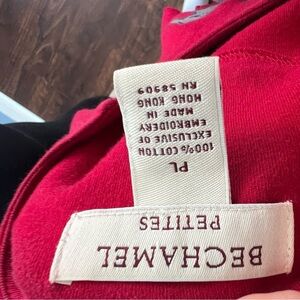 BECHAMEL
PETITES
PL
100% COTTON
EXCLUSIVE OF
EMBROIDERY
MADE IN
HONG KONG
RN 58909